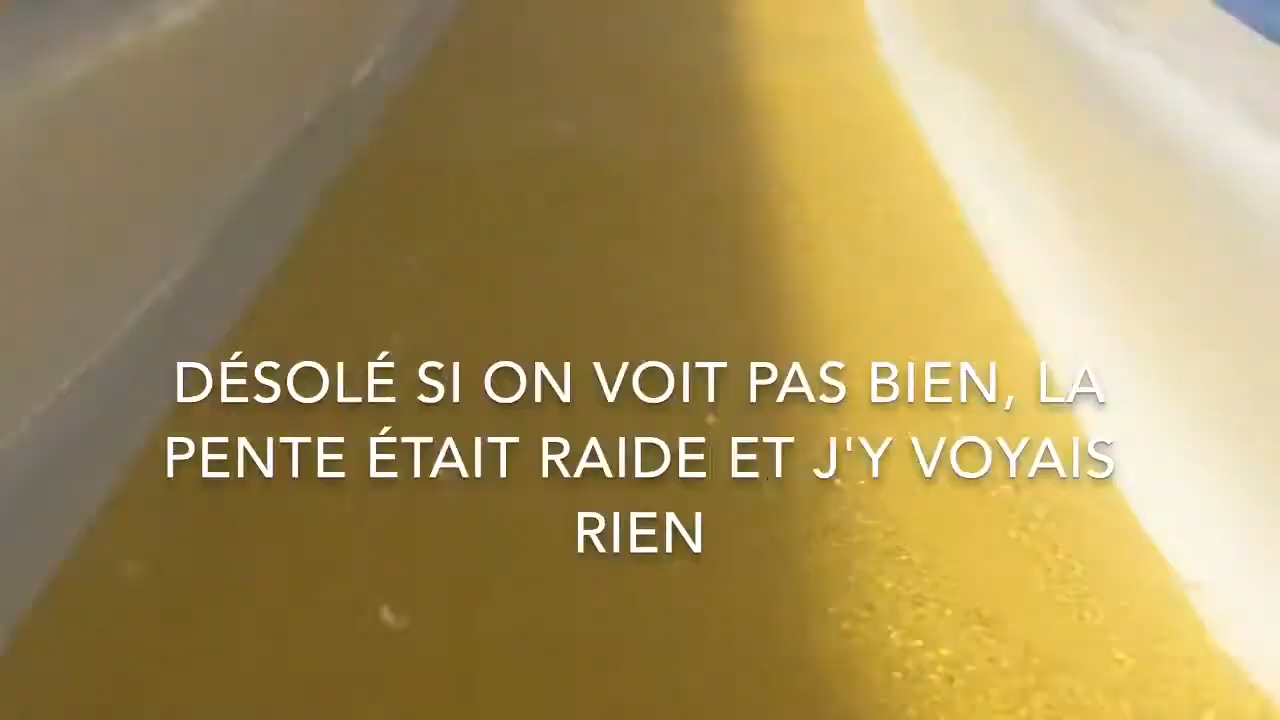 DÉSOLÉ SI ON VOIT PAS BIEN, LA
PENTE ÉTAIT RAIDE ET J'Y VOYAIS
RIEN